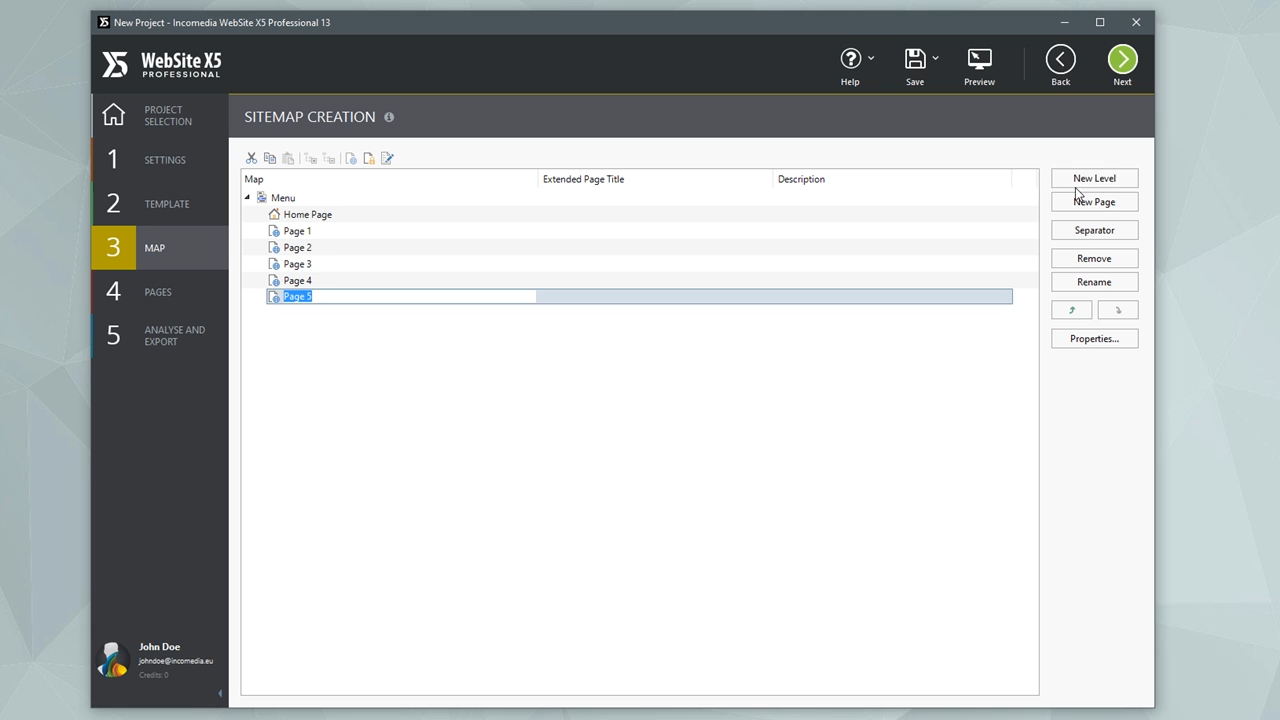 New Project - Incomedia WebSite X5 Professional 13
WebSite X5
PROFESSIONAL
Help
Save
Preview
Back
Next
PROJECT
SELECTION
SITEMAP CREATION
1 SETTINGS
2 TEMPLATE
3 MAP
4 PAGES
5 ANALYSE AND
EXPORT
Map
Extended Page Title
Description
Menu
Home Page
Page 1
Page 2
Page 3
Page 4
Page 5
New Level
New Page
Separator
Remove
Rename
Properties...
John Doe
johndoe@incomedia.eu
Credits: 0